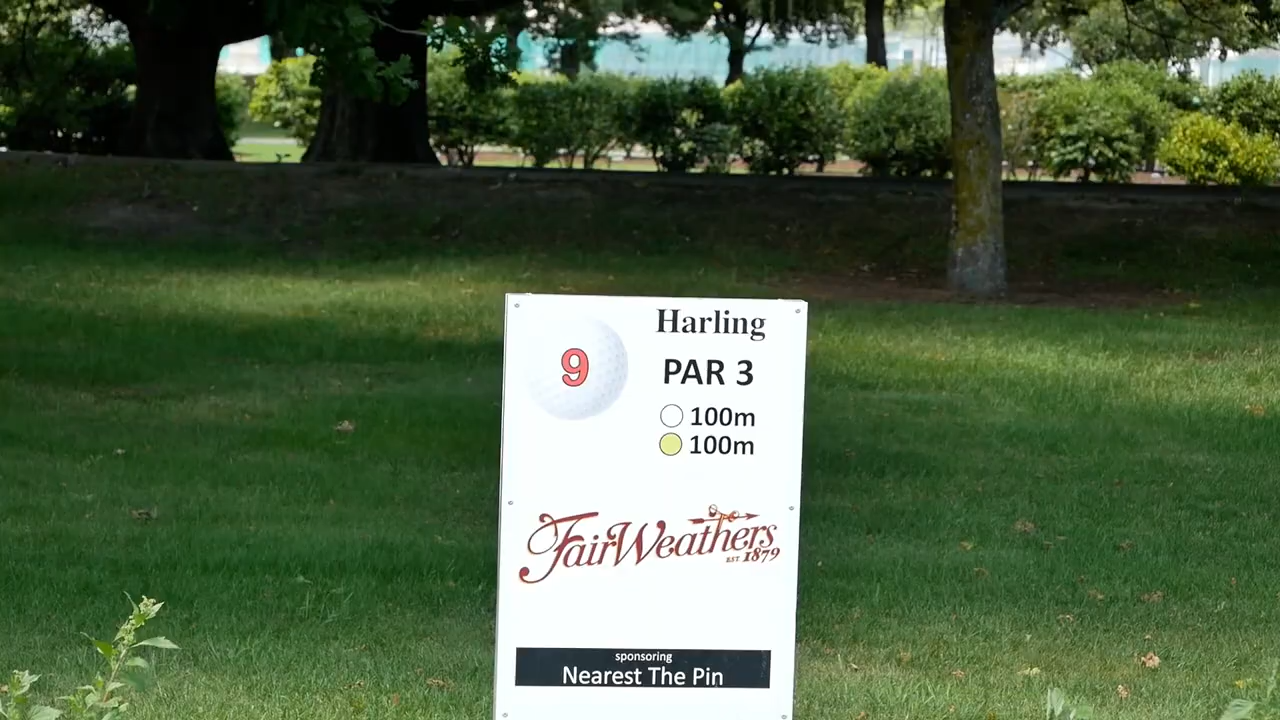 Harling
9
PAR 3
100m
100m
FairWeathers
EST 1879
sponsoring
Nearest The Pin